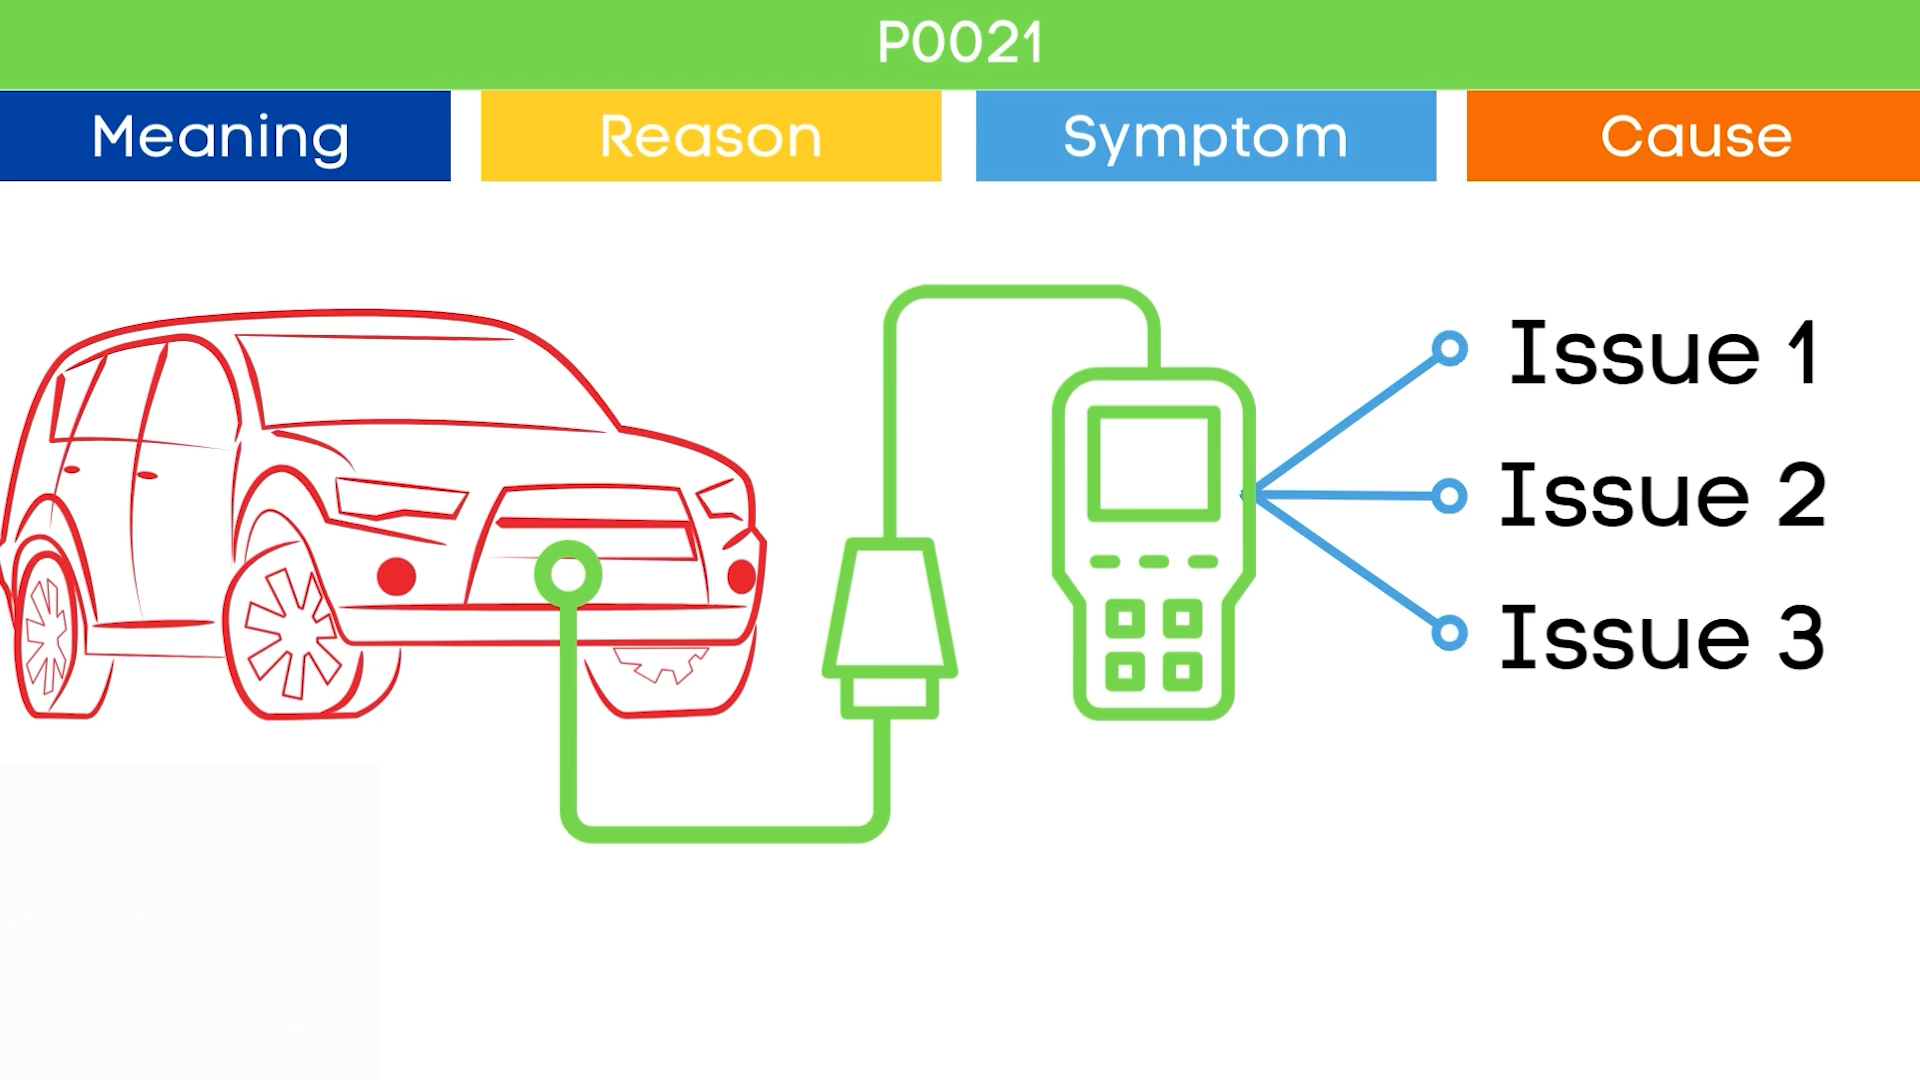 P0021
Meaning
Reason
Symptom
Cause
Issue 1
Issue 2
Issue 3